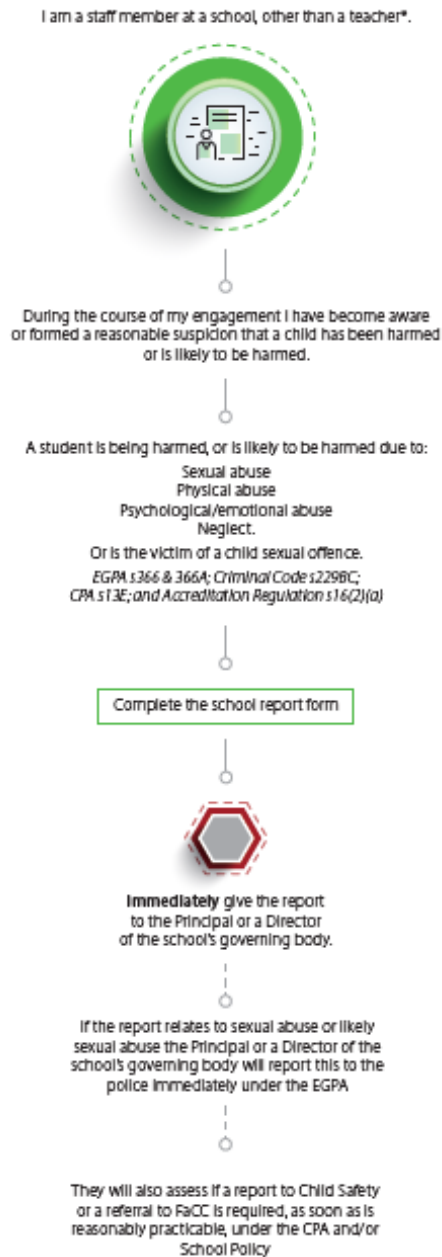 I am a staff member at a school, other than a teacher*.
During the course of my engagement I have become aware
or formed a reasonable suspicion that a child has been harmed
or is likely to be harmed.
A student is being harmed, or is likely to be harmed due to:
Sexual abuse
Physical abuse
Psychological/emotional abuse
Neglect.
Or is the victim of a child sexual offence.
EGPA s366 & 366A; Criminal Code s229BC;
CPA s13E; and Accreditation Regulation s16(2)(a)
Complete the school report form
Immediately give the report
to the Principal or a Director
of the school's governing body.
If the report relates to sexual abuse or likely
sexual abuse the Principal or a Director of the
school's governing body will report this to the
police immediately under the EGPA
They will also assess if a report to Child Safety
or a referral to FaCC is required, as soon as is
reasonably practicable, under the CPA and/or
School Policy